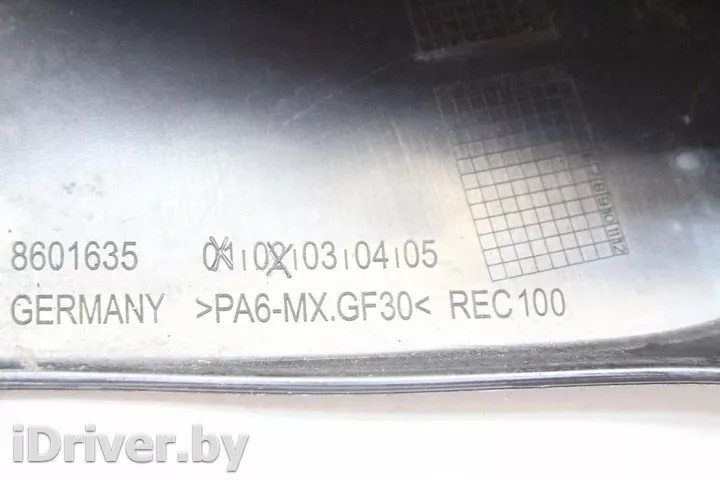 8601635 01 02 03 04 05
GERMANY >PA6-MX.GF30< REC100
iDriver.by